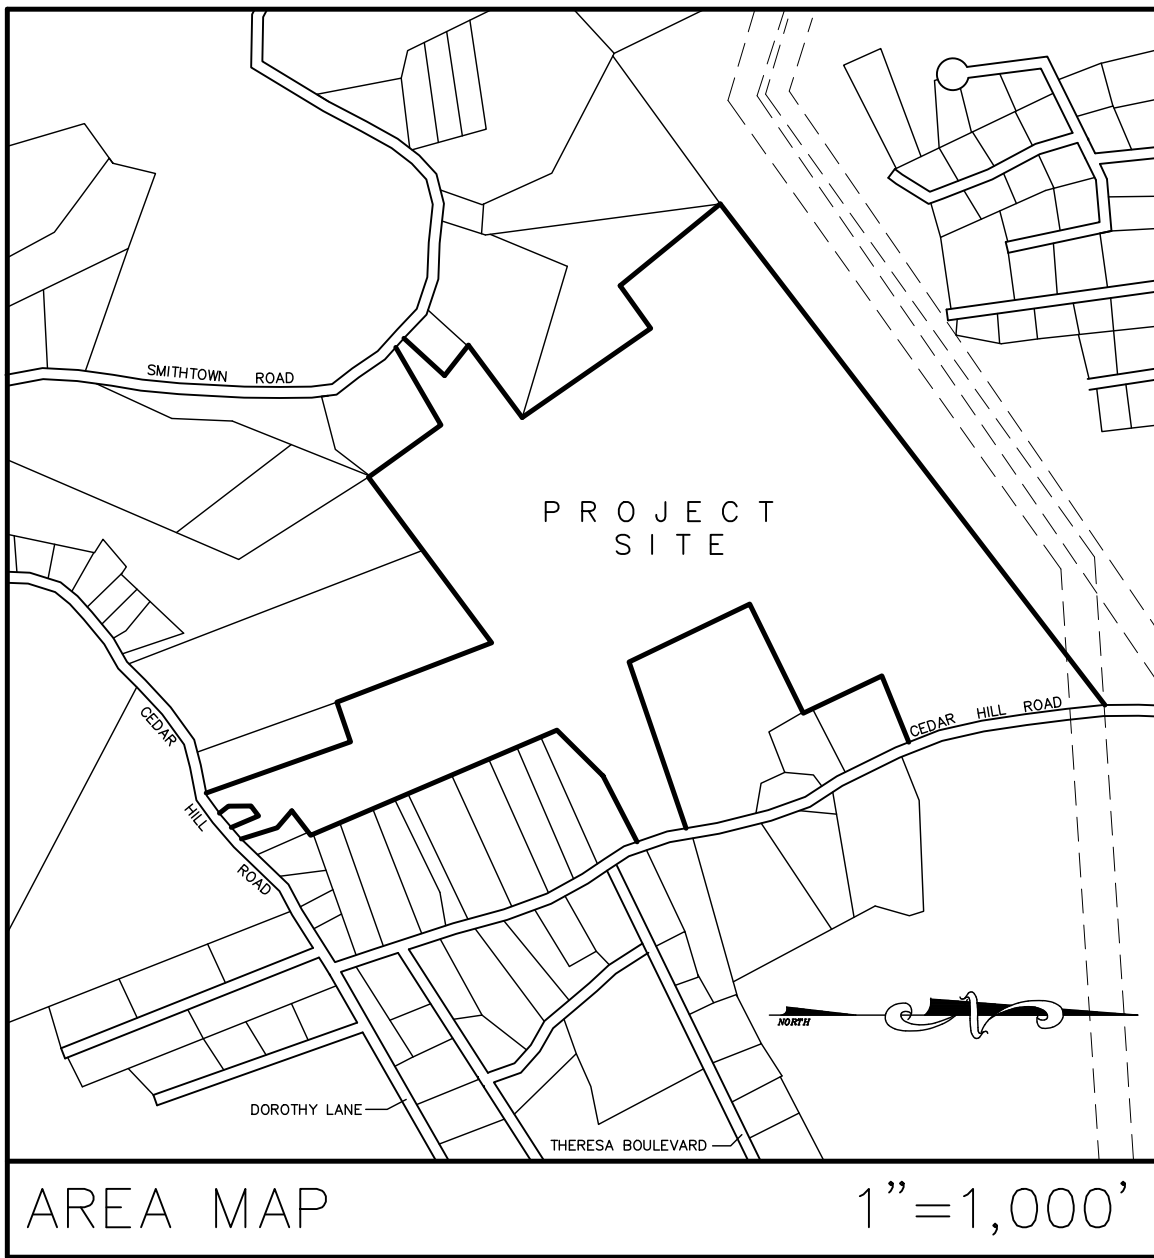 SMITHTOWN ROAD
PROJECT
SITE
CEDAR HILL ROAD
CEDAR
HILL
ROAD
NORTH
N
DOROTHY LANE
THERESA BOULEVARD
AREA MAP
1"=1,000'